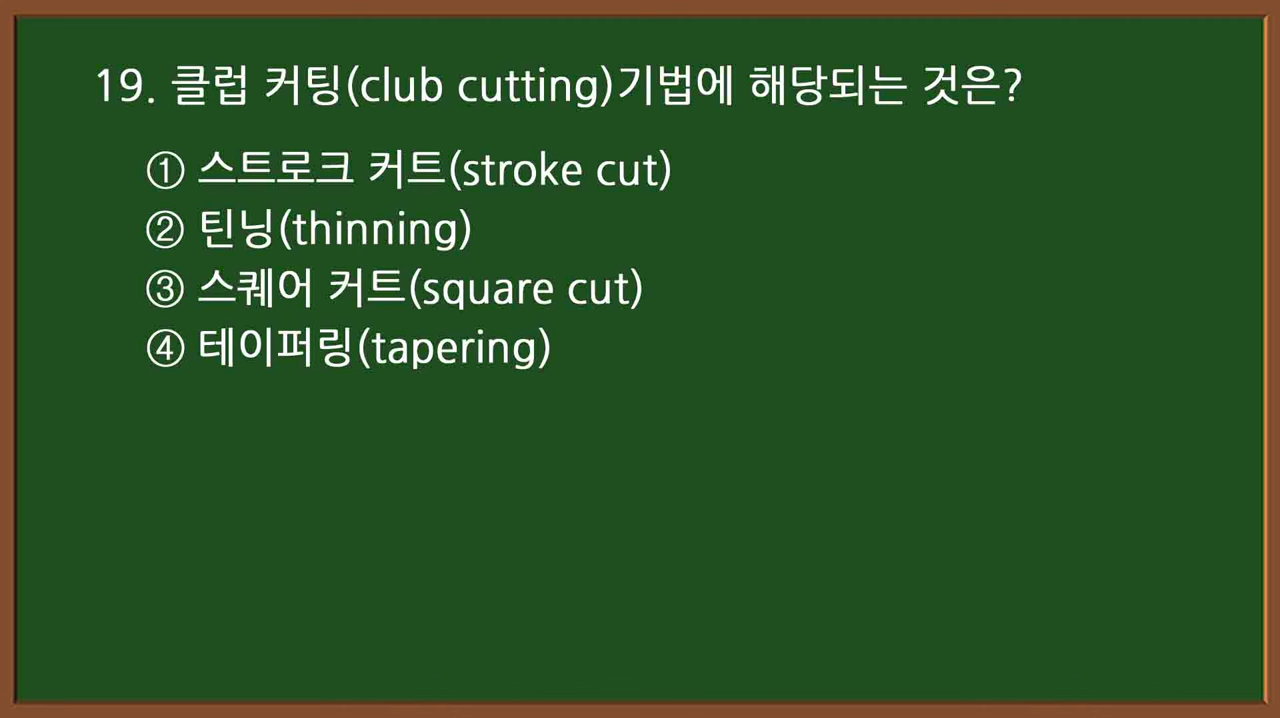 19. 클럽 커팅(club cutting)기법에 해당되는 것은?
① 스트로크 커트(stroke cut)
② 틴닝(thinning)
③ 스퀘어 커트(square cut)
④ 테이퍼링(tapering)